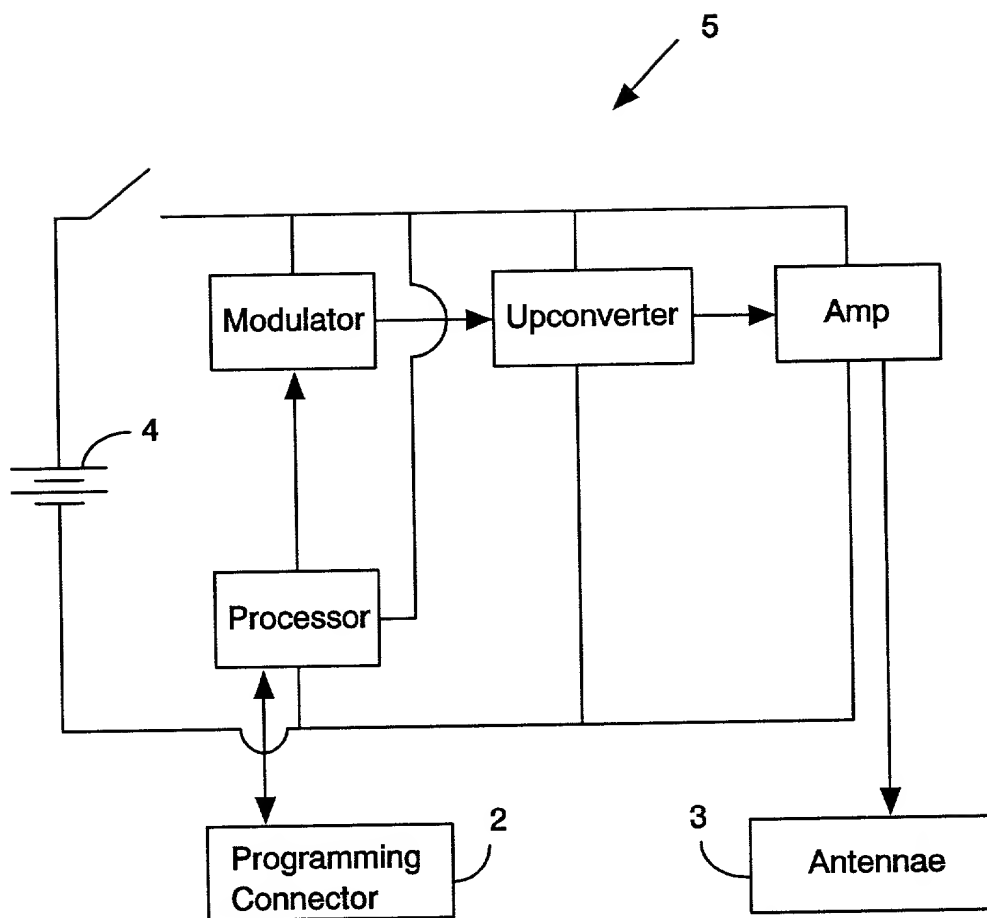 5
Modulator
Upconverter
Amp
4
Processor
2
3
Programming
Connector
Antennae